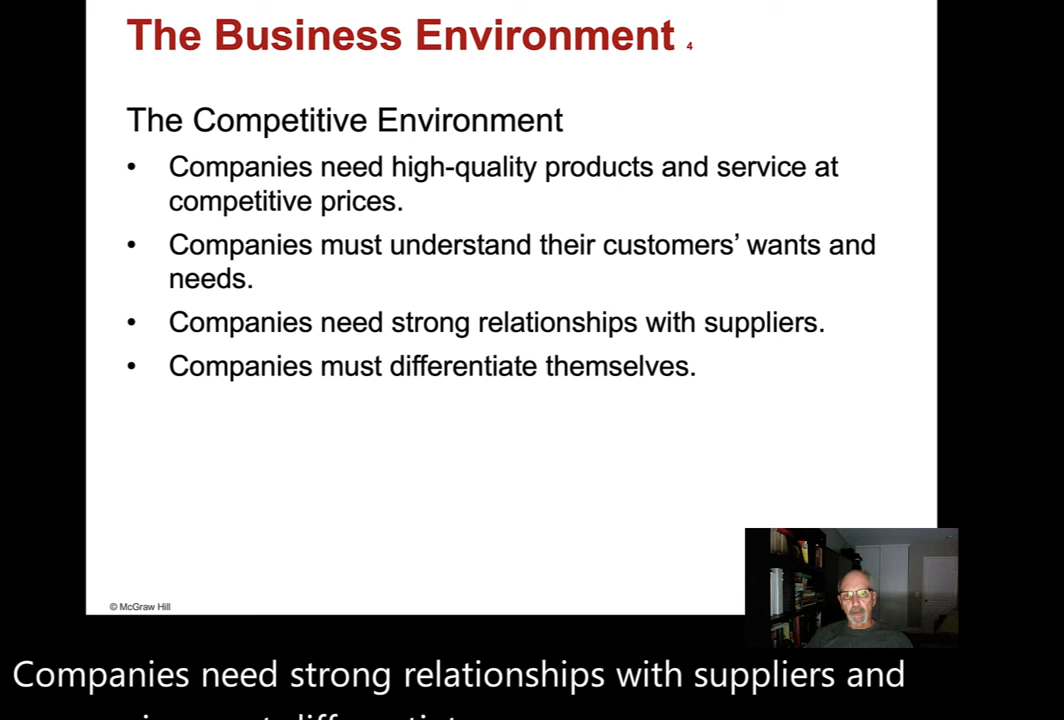 The Business Environment 4
The Competitive Environment
• Companies need high-quality products and service at
competitive prices.
• Companies must understand their customers’ wants and
needs.
• Companies need strong relationships with suppliers.
• Companies must differentiate themselves.
© McGraw Hill
Companies need strong relationships with suppliers and